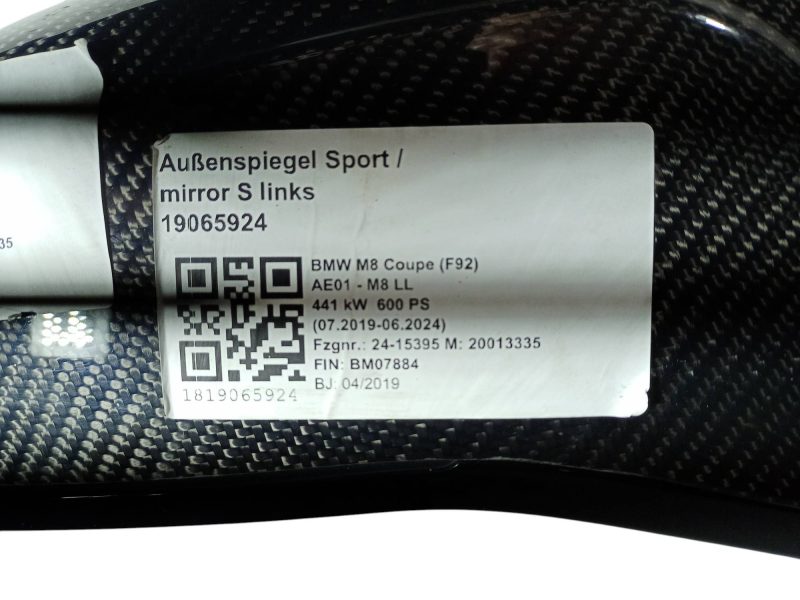 Außenspiegel Sport /
mirror S links
19065924
BMW M8 Coupe (F92)
AE01 - M8 LL
441 kW 600 PS
(07.2019-06.2024)
Fzgnr.: 24-15395 M: 20013335
FIN: BM07884
BJ: 04/2019
1819065924
35